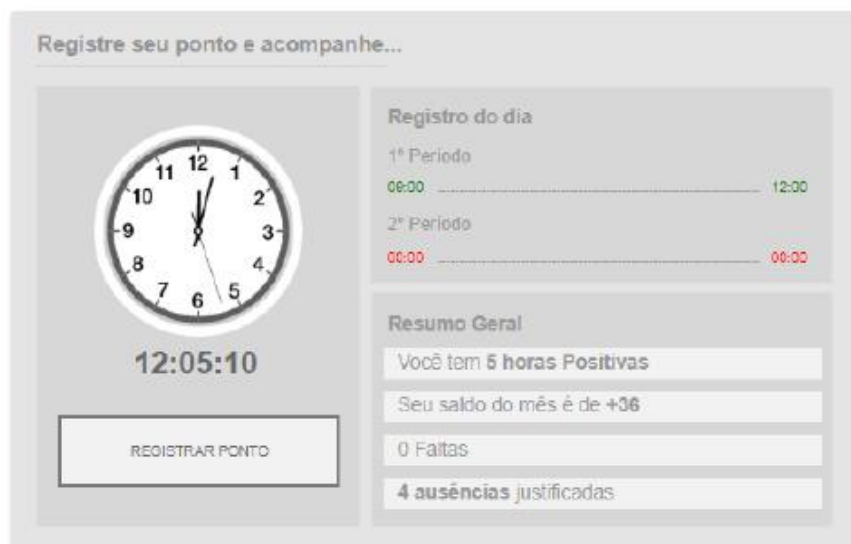 Registre seu ponto e acompanhe...
12
1
2
3
4
5
6
7
8
9
10
11
12:05:10
REGISTRAR PONTO
Registro do dia
1º Período
09:00 12:00
2º Período
00:00 00:00
Resumo Geral
Você tem 5 horas Positivas
Seu saldo do mês é de +36
0 Faltas
4 ausências justificadas